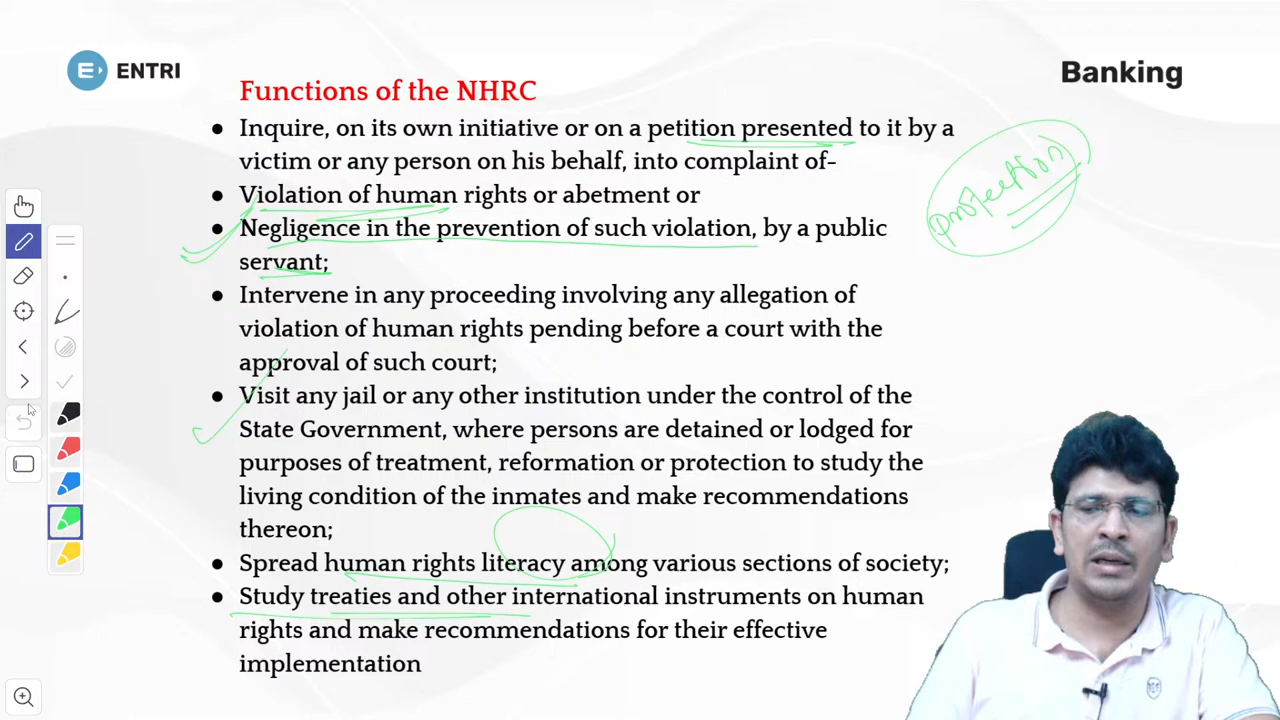 ENTRI
Banking
Functions of the NHRC
● Inquire, on its own initiative or on a petition presented to it by a
victim or any person on his behalf, into complaint of-
● Violation of human rights or abetment or
● Negligence in the prevention of such violation, by a public
servant;
● Intervene in any proceeding involving any allegation of
violation of human rights pending before a court with the
approval of such court;
● Visit any jail or any other institution under the control of the
State Government, where persons are detained or lodged for
purposes of treatment, reformation or protection to study the
living condition of the inmates and make recommendations
thereon;
● Spread human rights literacy among various sections of society;
● Study treaties and other international instruments on human
rights and make recommendations for their effective
implementation
protection